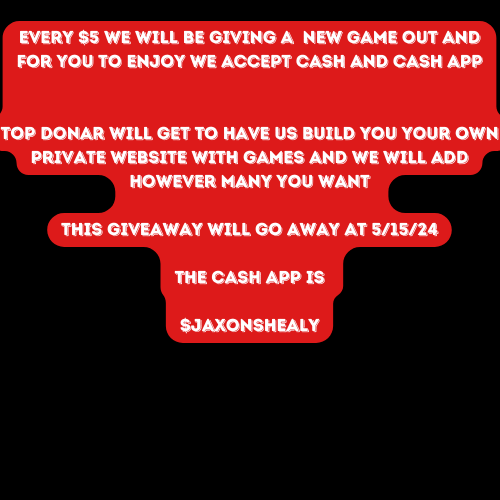 EVERY $5 WE WILL BE GIVING A NEW GAME OUT AND
FOR YOU TO ENJOY WE ACCEPT CASH AND CASH APP
TOP DONAR WILL GET TO HAVE US BUILD YOU YOUR OWN
PRIVATE WEBSITE WITH GAMES AND WE WILL ADD
HOWEVER MANY YOU WANT
THIS GIVEAWAY WILL GO AWAY AT 5/15/24
THE CASH APP IS
$JAXONSHEALY